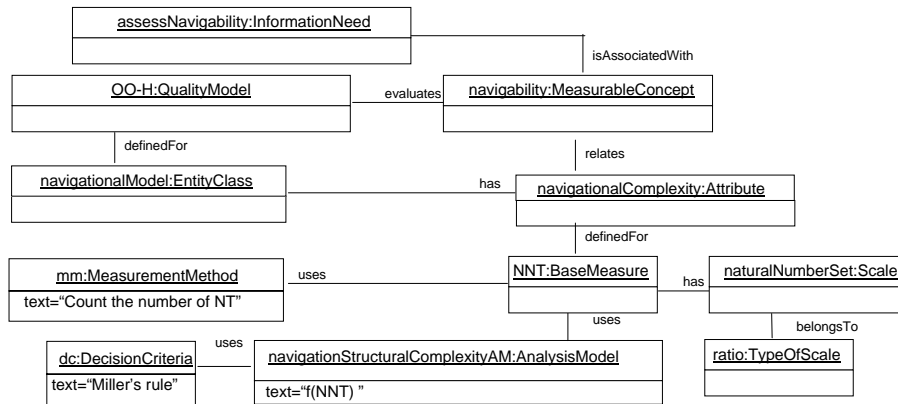 assessNavigability:InformationNeed
isAssociatedWith
OO-H:QualityModel
evaluates
navigability:MeasurableConcept
definedFor
relates
navigationalModel:EntityClass
has
navigationalComplexity:Attribute
definedFor
mm:MeasurementMethod
text=“Count the number of NT”
uses
NNT:BaseMeasure
has
naturalNumberSet:Scale
uses
belongsTo
dc:DecisionCriteria
text=“Miller’s rule”
uses
navigationStructuralComplexityAM:AnalysisModel
text=“f(NNT) ”
ratio:TypeOfScale